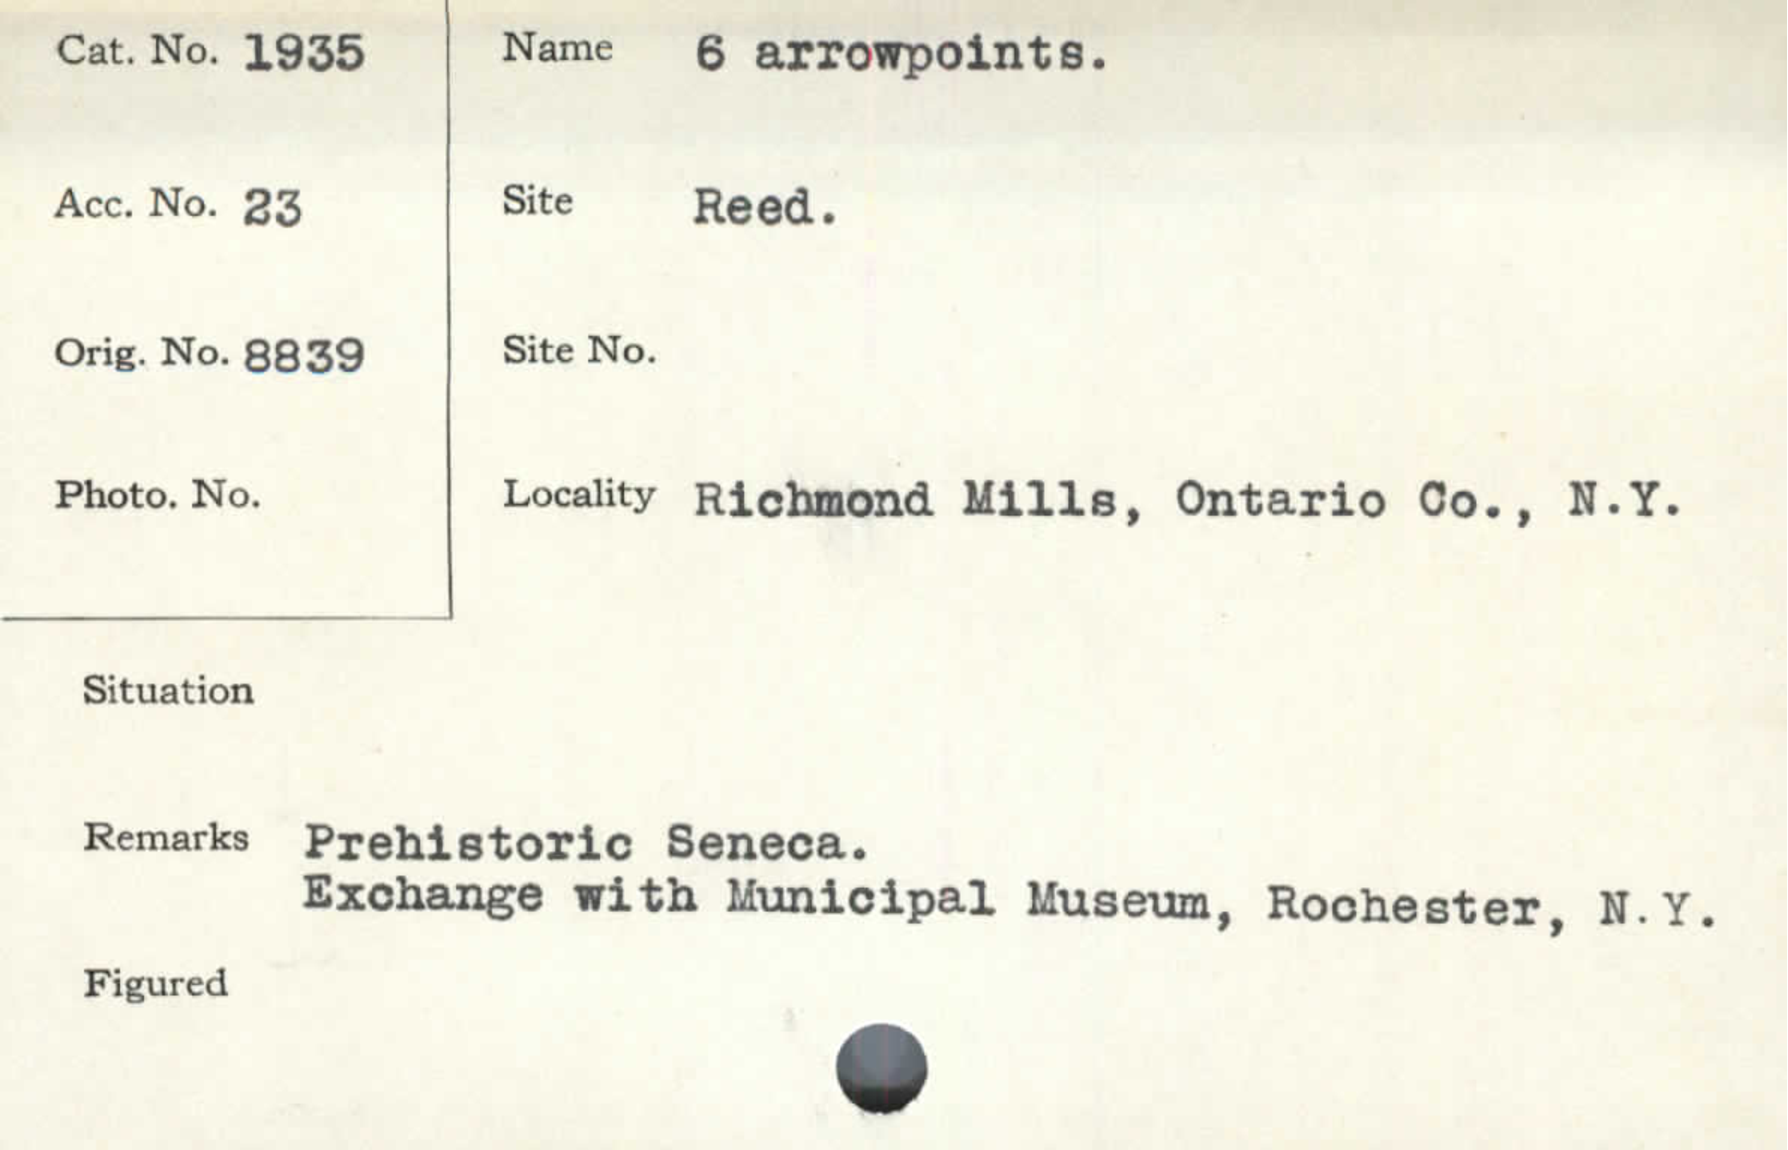 Cat. No. 1935
Name 6 arrowpoints.
Acc. No. 23
Site Reed.
Orig. No. 8839
Site No.
Photo. No.
Locality Richmond Mills, Ontario Co., N.Y.
Situation
Remarks Prehistoric Seneca.
Exchange with Municipal Museum, Rochester, N.Y.
Figured